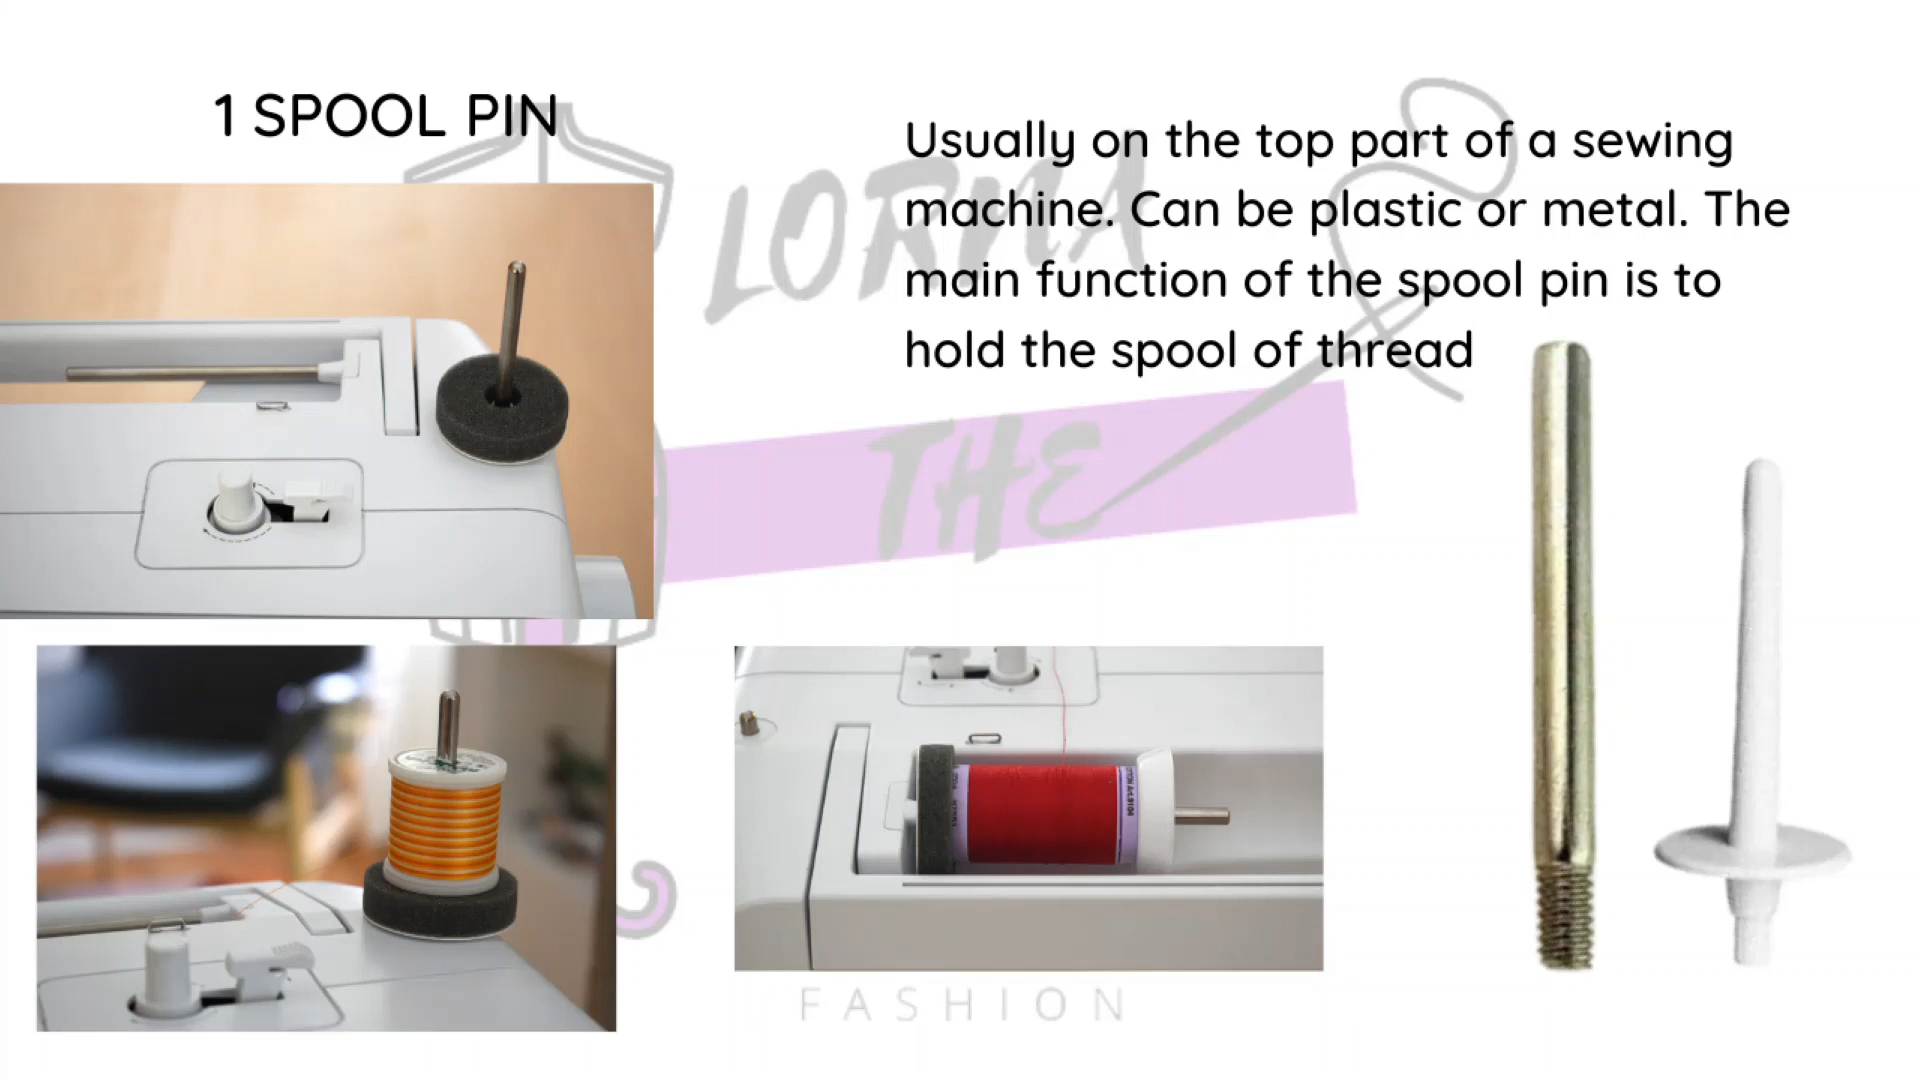 1 SPOOL PIN
Usually on the top part of a sewing
machine. Can be plastic or metal. The
main function of the spool pin is to
hold the spool of thread
LORNA
THE
FASHION